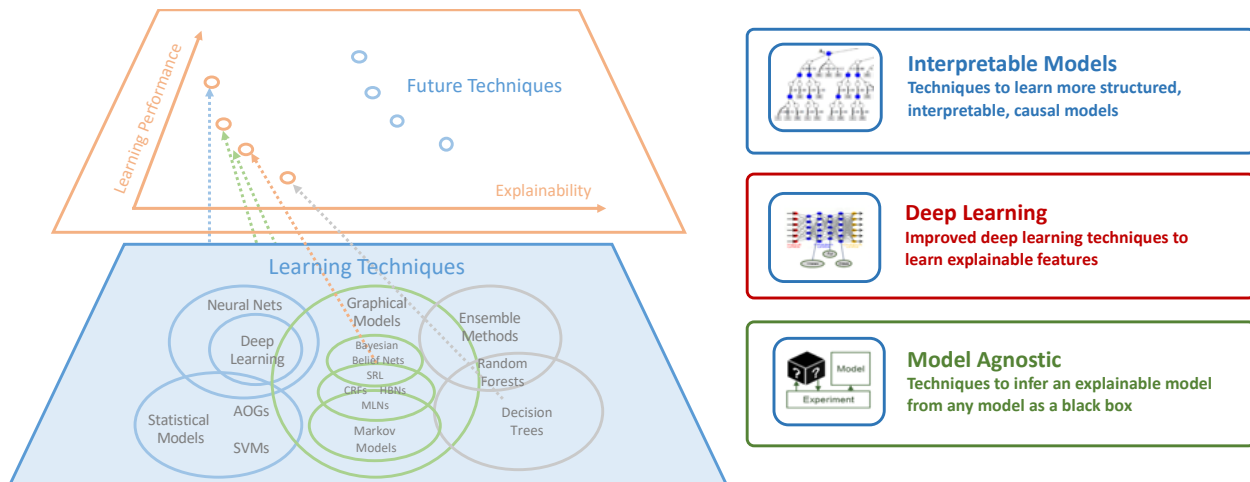 Learning Performance
Future Techniques
Explainability
Learning Techniques
Neural Nets
Deep
Learning
Statistical
Models
AOGs
SVMs
Graphical
Models
Bayesian
Belief Nets
SRL
CRFs HBNs
MLNs
Markov
Models
Ensemble
Methods
Random
Forests
Decision
Trees
Interpretable Models
Techniques to learn more structured,
interpretable, causal models
Deep Learning
Improved deep learning techniques to
learn explainable features
? ?
Model
Experiment
Model Agnostic
Techniques to infer an explainable model
from any model as a black box